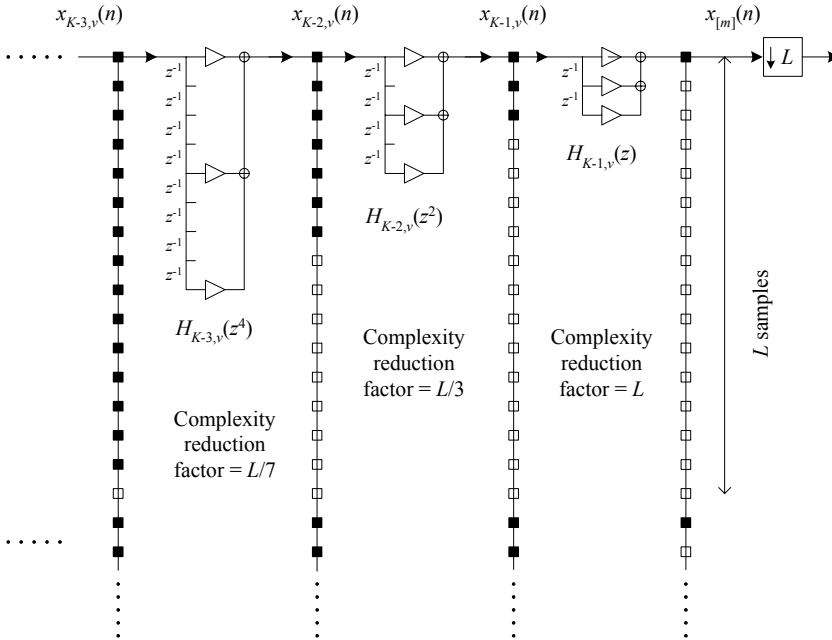 x_{K-3,v}(n)
x_{K-2,v}(n)
x_{K-1,v}(n)
x_{[m]}(n)
↓ L
z^{-1}
z^{-1}
z^{-1}
z^{-1}
z^{-1}
z^{-1}
z^{-1}
z^{-1}
H_{K-3,v}(z^4)
Complexity
reduction
factor = L/7
z^{-1}
z^{-1}
z^{-1}
z^{-1}
H_{K-2,v}(z^2)
Complexity
reduction
factor = L/3
z^{-1}
z^{-1}
H_{K-1,v}(z)
Complexity
reduction
factor = L
L samples